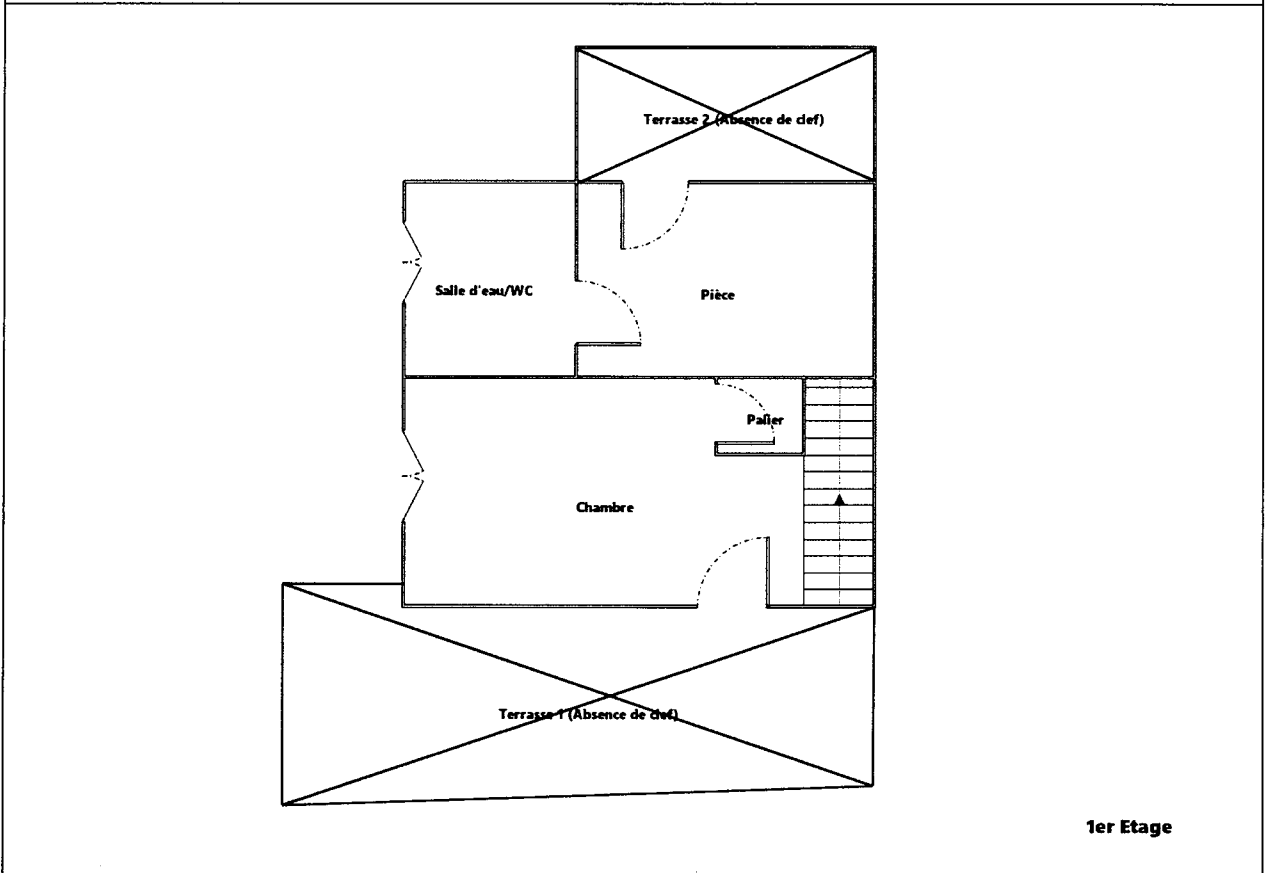 Terrasse 2 (Absence de clef)
Salle d'eau/WC
Pièce
Palier
Chambre
Terrasse 1 (Absence de clef)
1er Etage